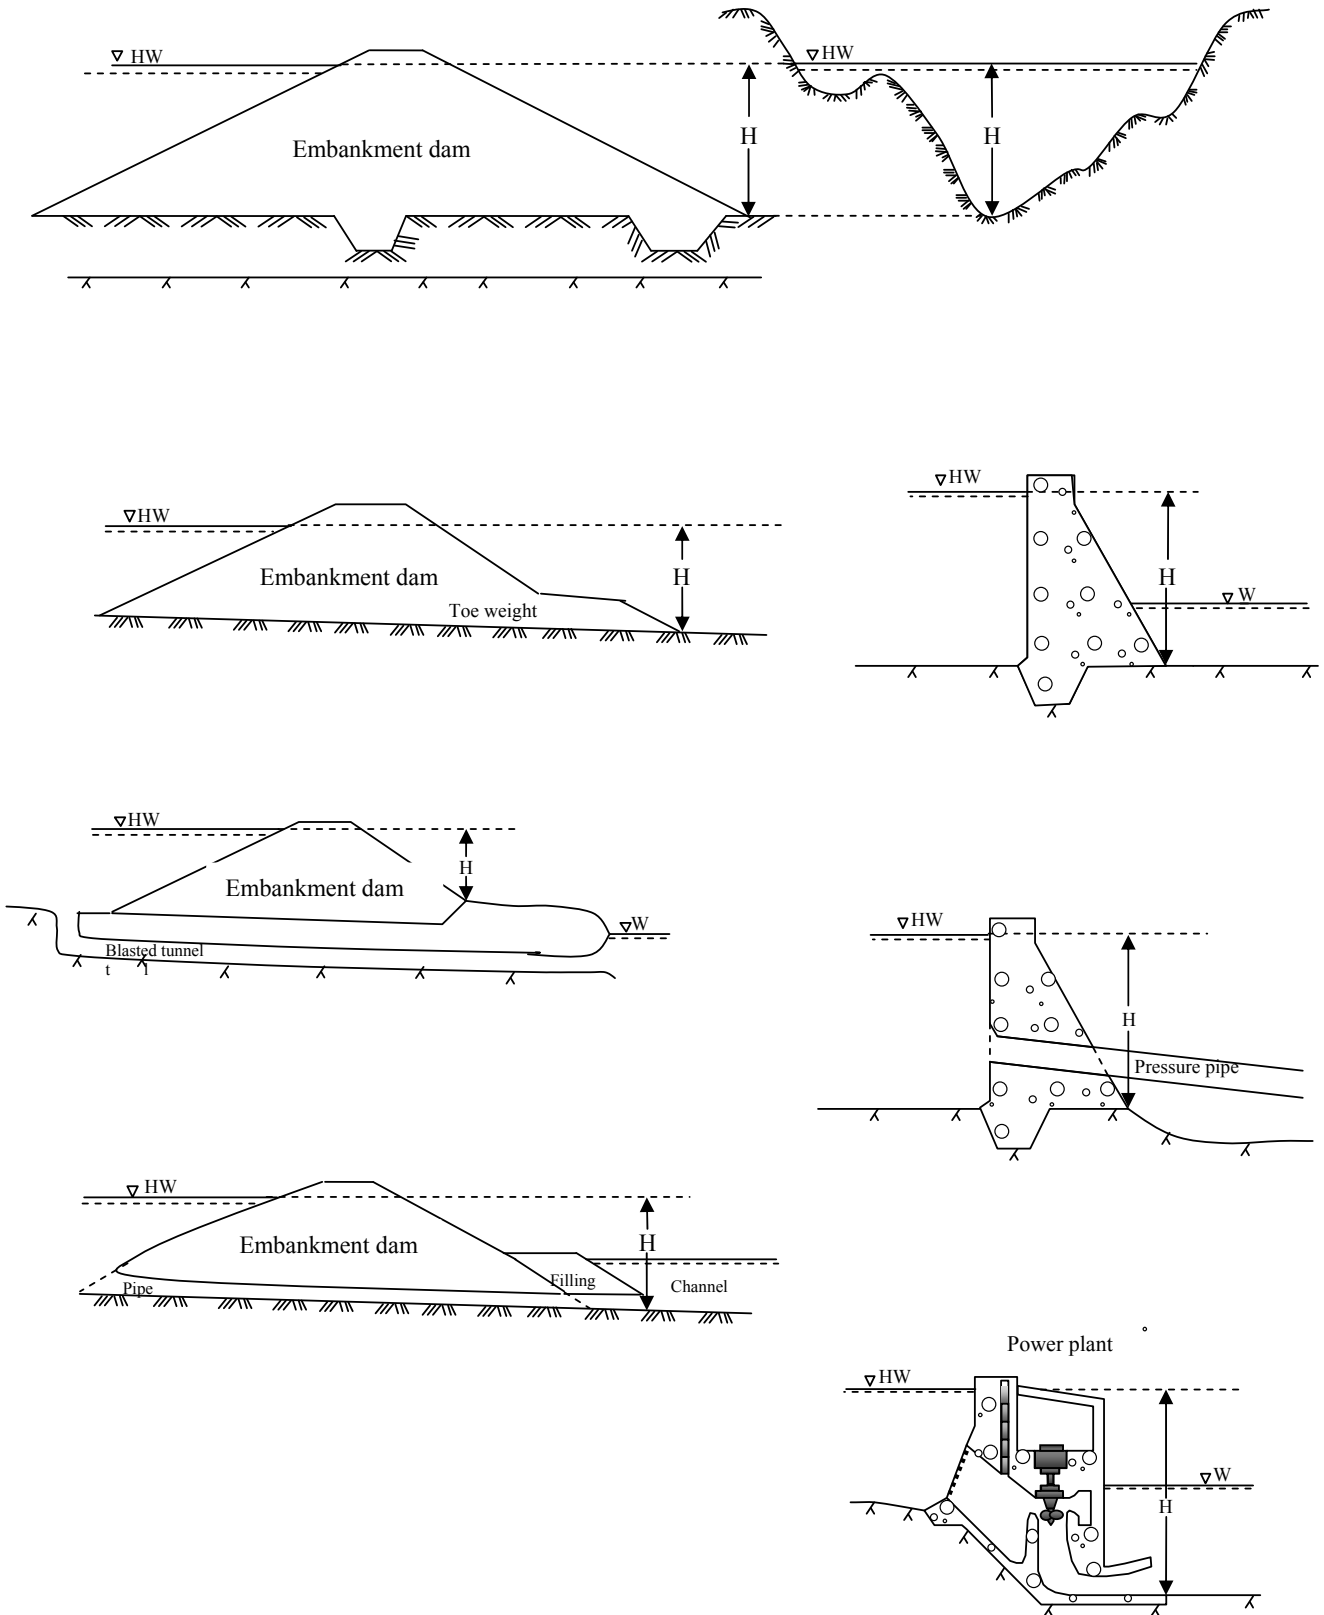 HW
HW
H
H
Embankment dam
HW
HW
H
H
Embankment dam
Toe weight
W
HW
H
Embankment dam
W
Blasted tunnel
t l
HW
H
Pressure pipe
HW
H
Embankment dam
Pipe
Filling
Channel
Power plant
HW
W
H